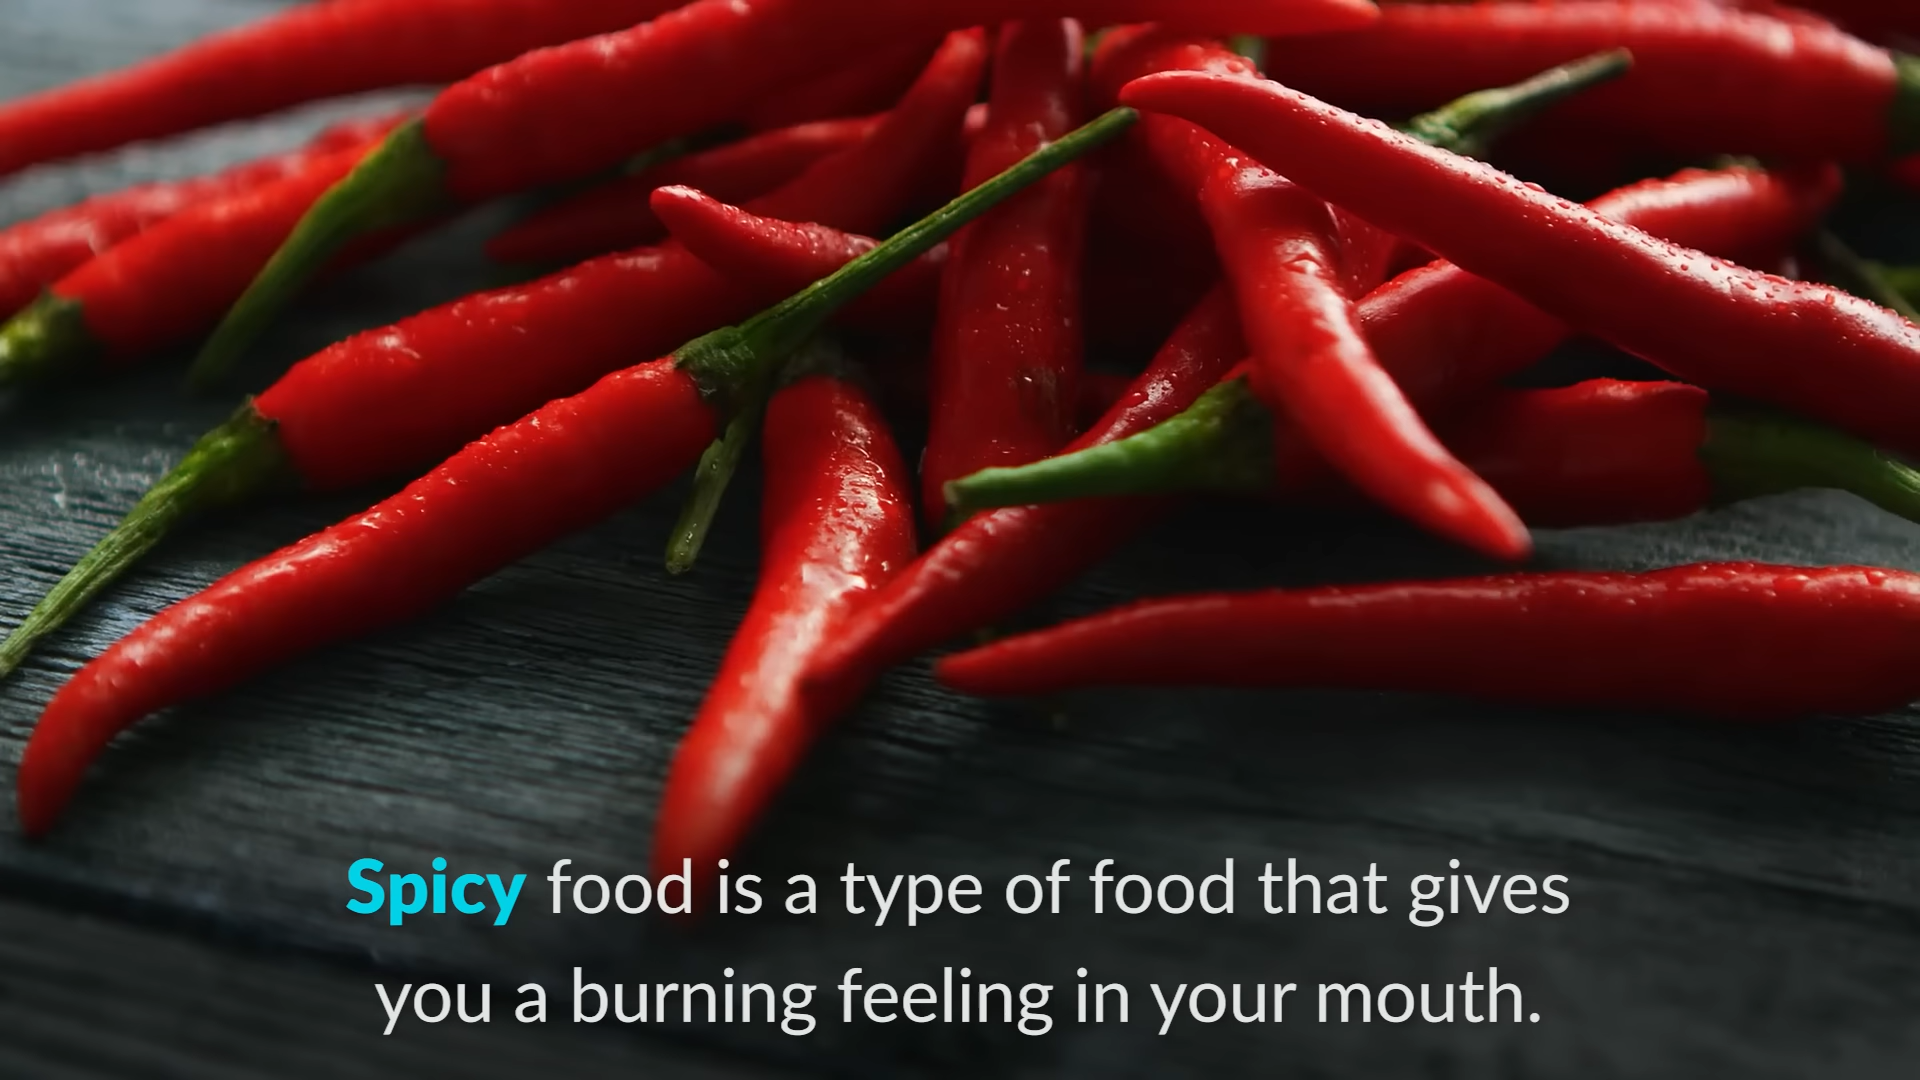 Spicy food is a type of food that gives
you a burning feeling in your mouth.